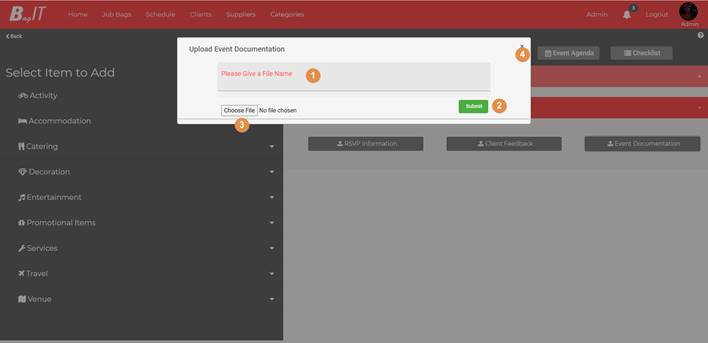 BagIT
Home Job Bags Schedule Clients Suppliers Categories Admin 3 Logout
Admin
Back
Upload Event Documentation
4
Event Agenda Checklist
Select Item to Add
Please Give a File Name 1
Activity
Choose File No file chosen Submit 2
3
Accommodation
Catering
RSVP Information Client Feedback Event Documentation
Decoration
Entertainment
Promotional Items
Services
Travel
Venue